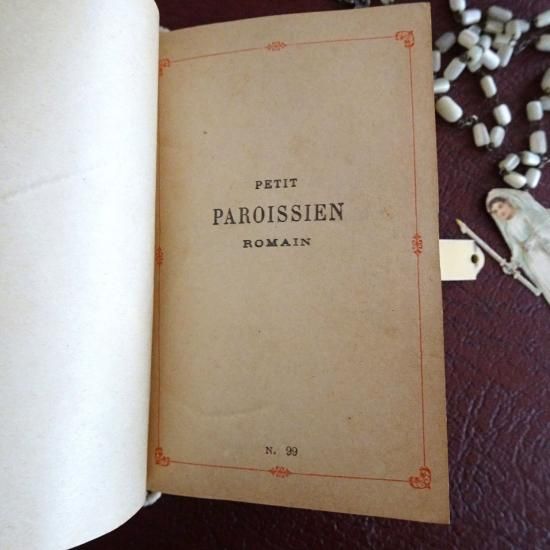 PETIT
PAROISSIEN
ROMAIN
N. 99